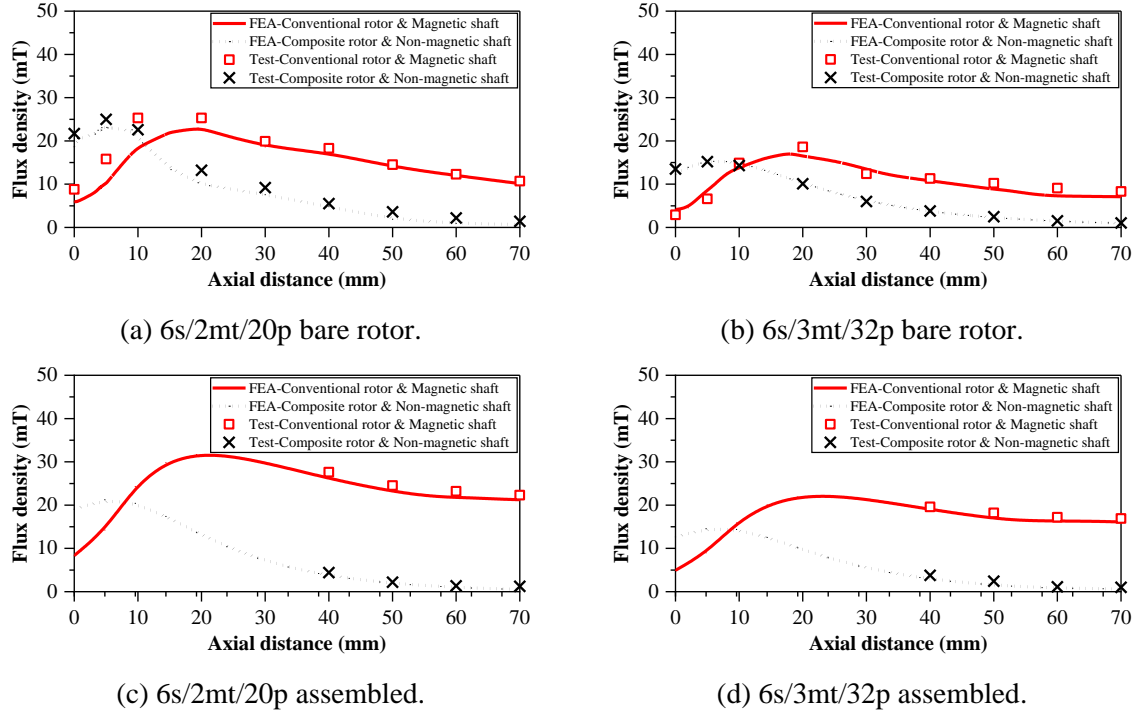 50
40
30
20
10
0
Flux density (mT)
FEA-Conventional rotor & Magnetic shaft
FEA-Composite rotor & Non-magnetic shaft
Test-Conventional rotor & Magnetic shaft
Test-Composite rotor & Non-magnetic shaft
0 10 20 30 40 50 60 70
Axial distance (mm)
(a) 6s/2mt/20p bare rotor.
50
40
30
20
10
0
Flux density (mT)
FEA-Conventional rotor & Magnetic shaft
FEA-Composite rotor & Non-magnetic shaft
Test-Conventional rotor & Magnetic shaft
Test-Composite rotor & Non-magnetic shaft
0 10 20 30 40 50 60 70
Axial distance (mm)
(b) 6s/3mt/32p bare rotor.
50
40
30
20
10
0
Flux density (mT)
FEA-Conventional rotor & Magnetic shaft
FEA-Composite rotor & Non-magnetic shaft
Test-Conventional rotor & Magnetic shaft
Test-Composite rotor & Non-magnetic shaft
0 10 20 30 40 50 60 70
Axial distance (mm)
(c) 6s/2mt/20p assembled.
50
40
30
20
10
0
Flux density (mT)
FEA-Conventional rotor & Magnetic shaft
FEA-Composite rotor & Non-magnetic shaft
Test-Conventional rotor & Magnetic shaft
Test-Composite rotor & Non-magnetic shaft
0 10 20 30 40 50 60 70
Axial distance (mm)
(d) 6s/3mt/32p assembled.